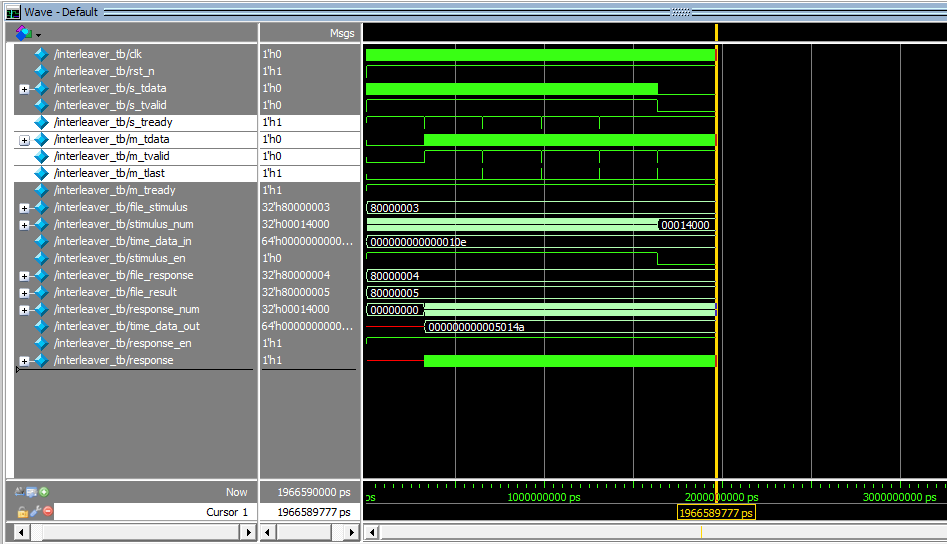 Wave - Default
Msgs
/interleaver_tb/clk 1'h0
/interleaver_tb/rst_n 1'h1
/interleaver_tb/s_tdata 1'h0
/interleaver_tb/s_tvalid 1'h0
/interleaver_tb/s_tready 1'h1
/interleaver_tb/m_tdata 1'h0
/interleaver_tb/m_tvalid 1'h0
/interleaver_tb/m_tlast 1'h1
/interleaver_tb/m_tready 1'h1
/interleaver_tb/file_stimulus 32'h80000003 80000003
/interleaver_tb/stimulus_num 32'h00014000 00014000
/interleaver_tb/time_data_in 64'h0000000000... 000000000000010e
/interleaver_tb/stimulus_en 1'h0
/interleaver_tb/file_response 32'h80000004 80000004
/interleaver_tb/file_result 32'h80000005 80000005
/interleaver_tb/response_num 32'h00014000 00000000
/interleaver_tb/time_data_out 64'h0000000000... 000000000005014a
/interleaver_tb/response_en 1'h1
/interleaver_tb/response 1'h1
Now 1966590000 ps ps 1000000000 ps 2000000000 ps 3000000000 ps
Cursor 1 1966589777 ps 1966589777 ps